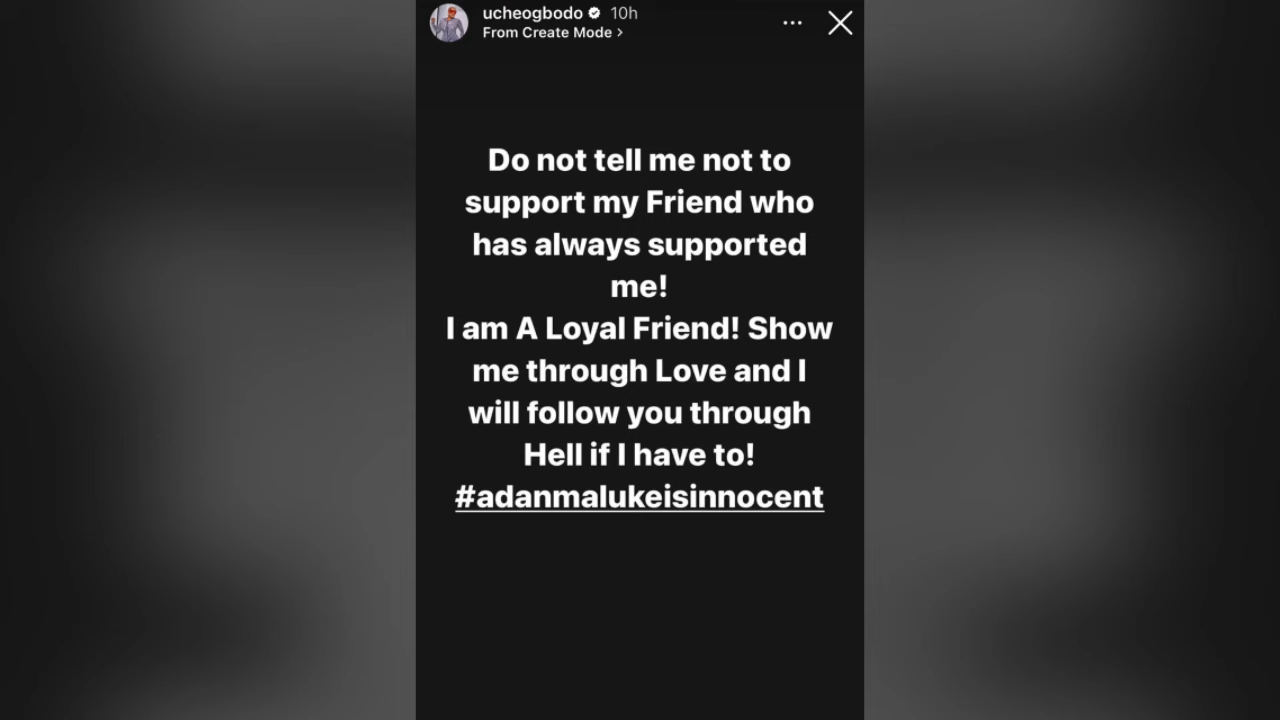 ucheogbodo 10h
From Create Mode >
Do not tell me not to
support my Friend who
has always supported
me!
I am A Loyal Friend! Show
me through Love and I
will follow you through
Hell if I have to!
#adanmalukeisinnocent